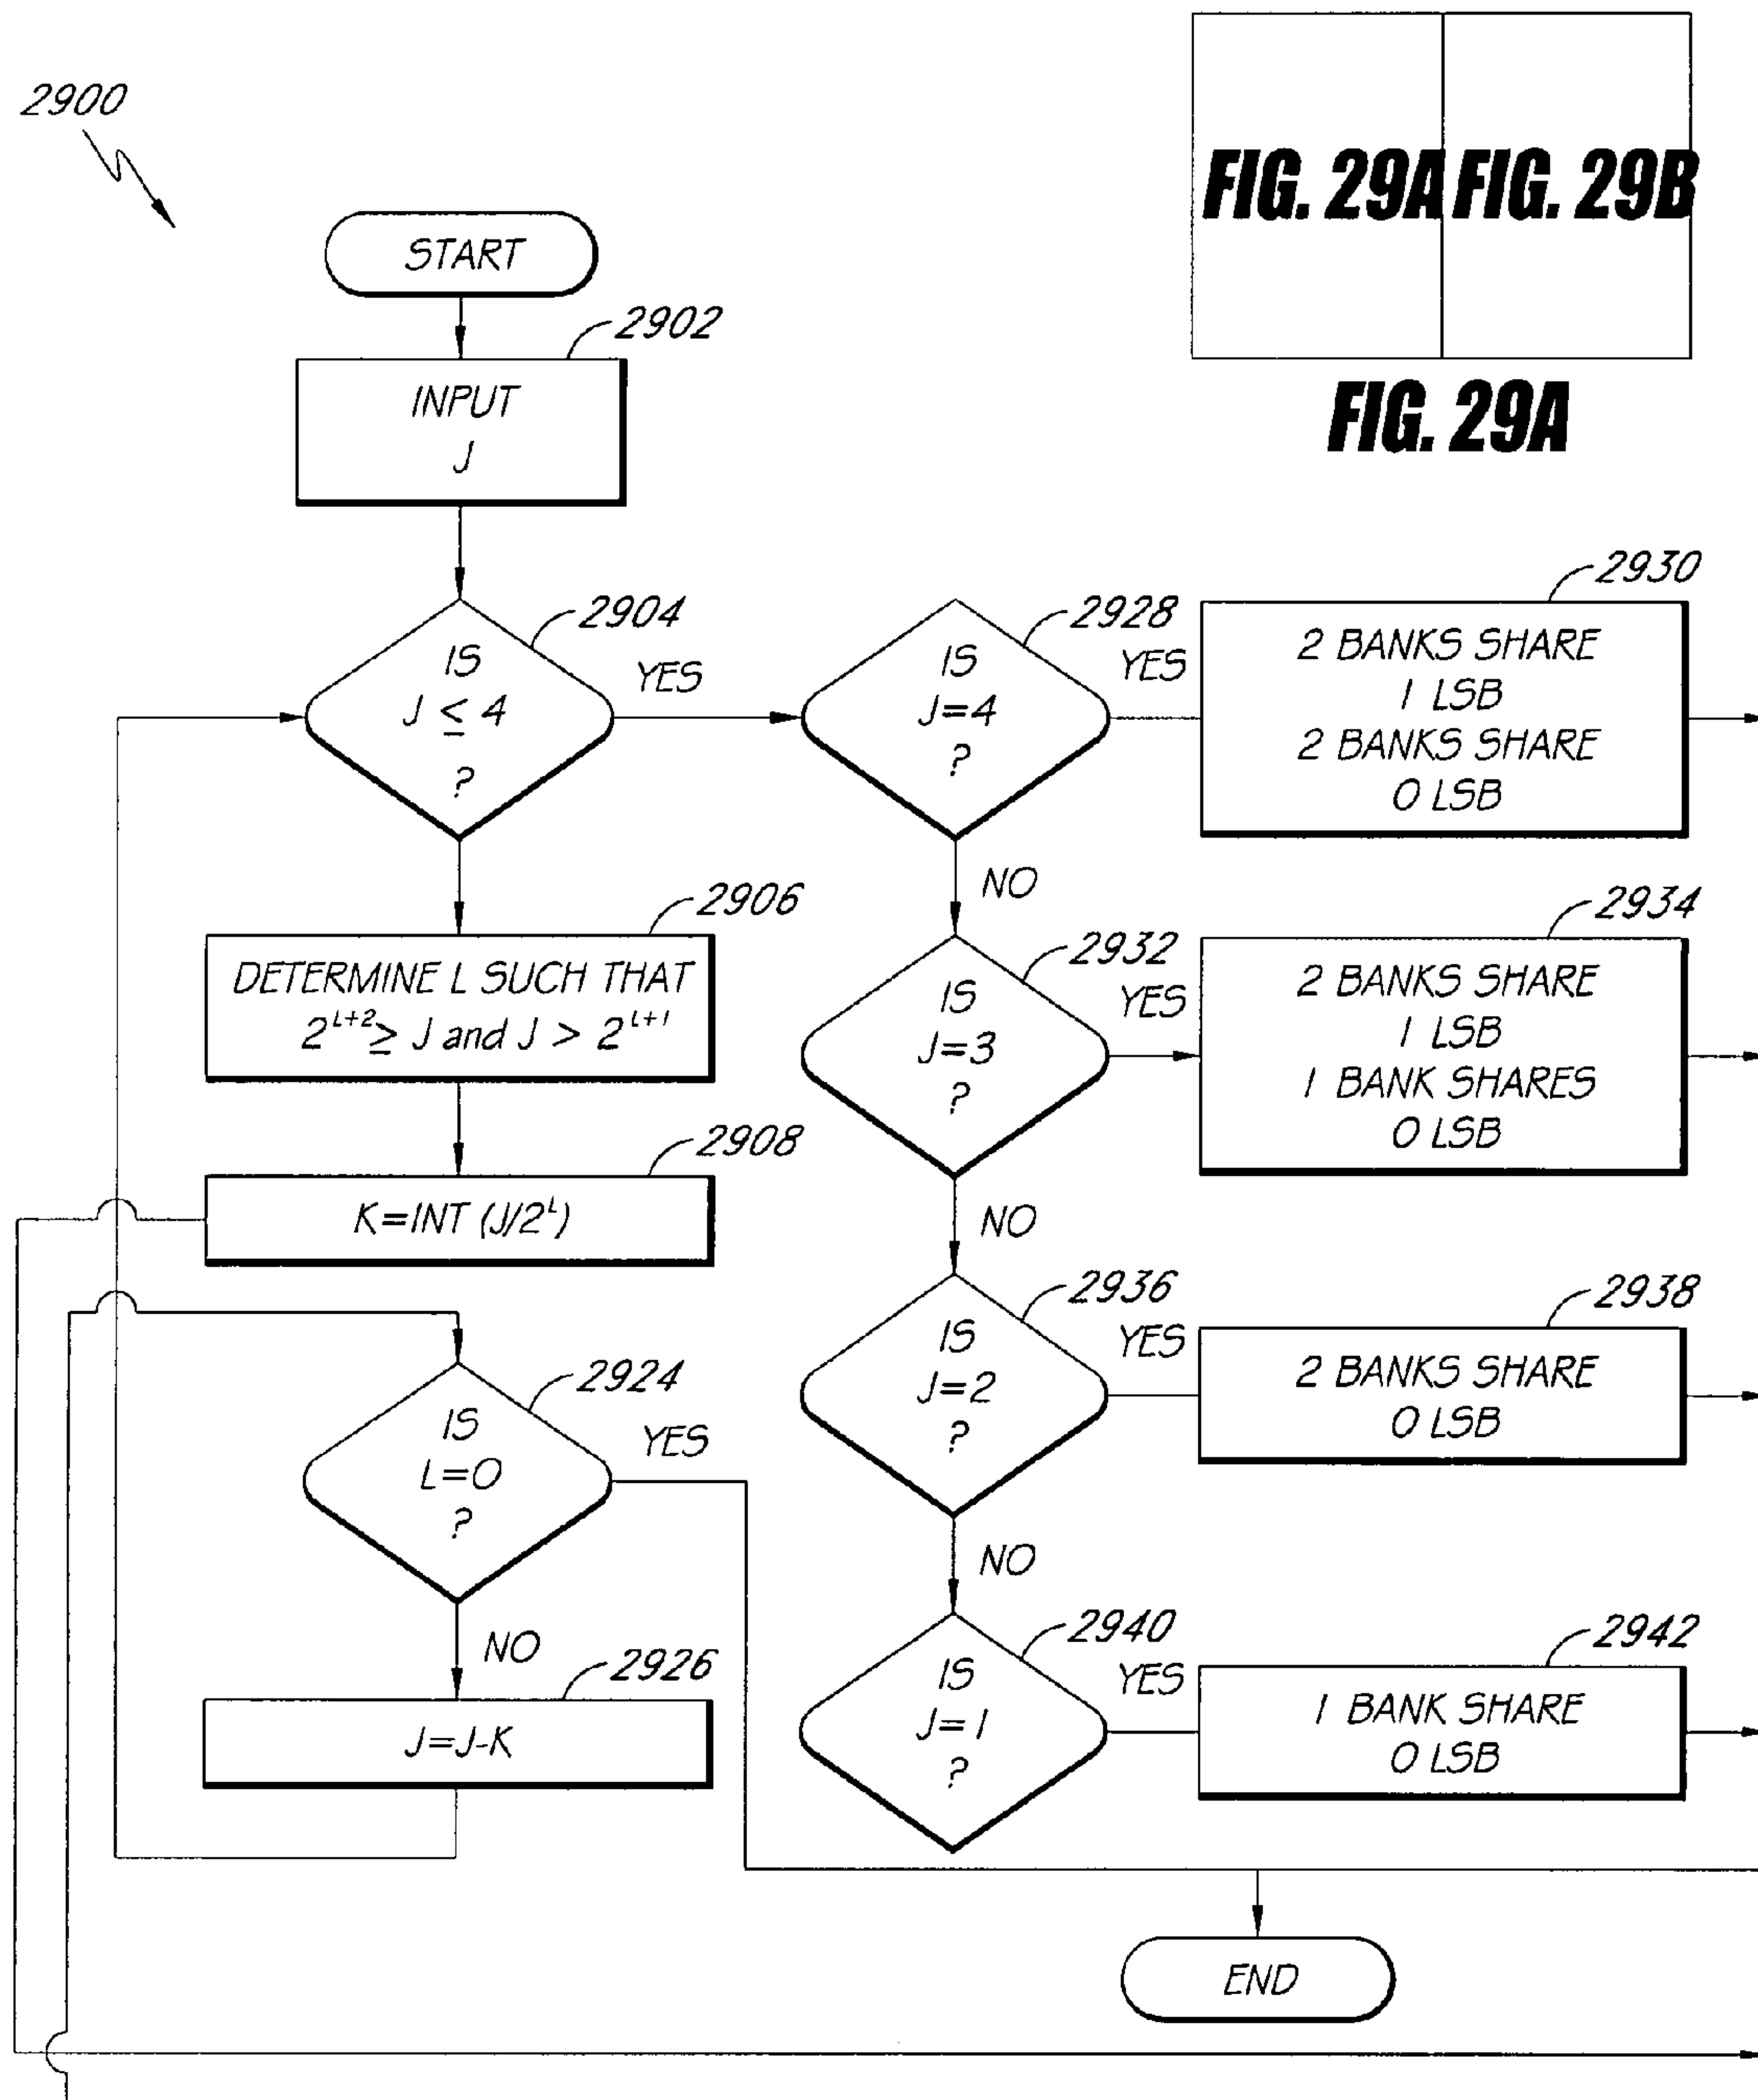 2900
FIG. 29A FIG. 29B
FIG. 29A
START
2902
INPUT
J
2904
IS
J ≤ 4
?
YES
2906
DETERMINE L SUCH THAT
2^{L+2} ≥ J and J > 2^{L+1}
2908
K=INT (J/2^L)
2924
IS
L=0
?
YES
NO
2926
J=J-K
2928
IS
J=4
?
YES
NO
2930
2 BANKS SHARE
1 LSB
2 BANKS SHARE
0 LSB
2932
IS
J=3
?
YES
NO
2934
2 BANKS SHARE
1 LSB
1 BANK SHARES
0 LSB
2936
IS
J=2
?
YES
NO
2938
2 BANKS SHARE
0 LSB
2940
IS
J=1
?
YES
2942
1 BANK SHARE
0 LSB
END